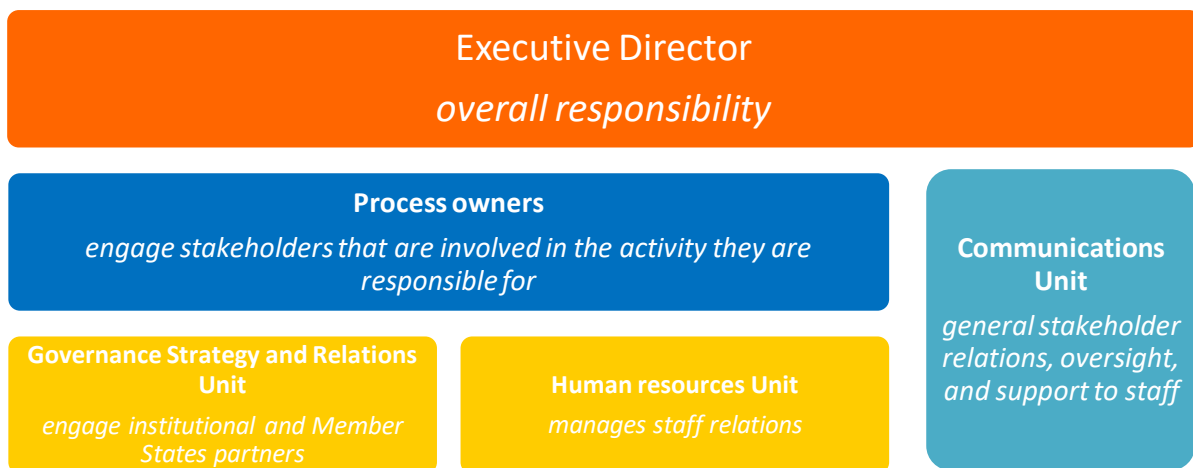 Executive Director
overall responsibility
Process owners
engage stakeholders that are involved in the activity they are
responsible for
Communications
Unit
general stakeholder
relations, oversight,
and support to staff
Governance Strategy and Relations
Unit
engage institutional and Member
States partners
Human resources Unit
manages staff relations